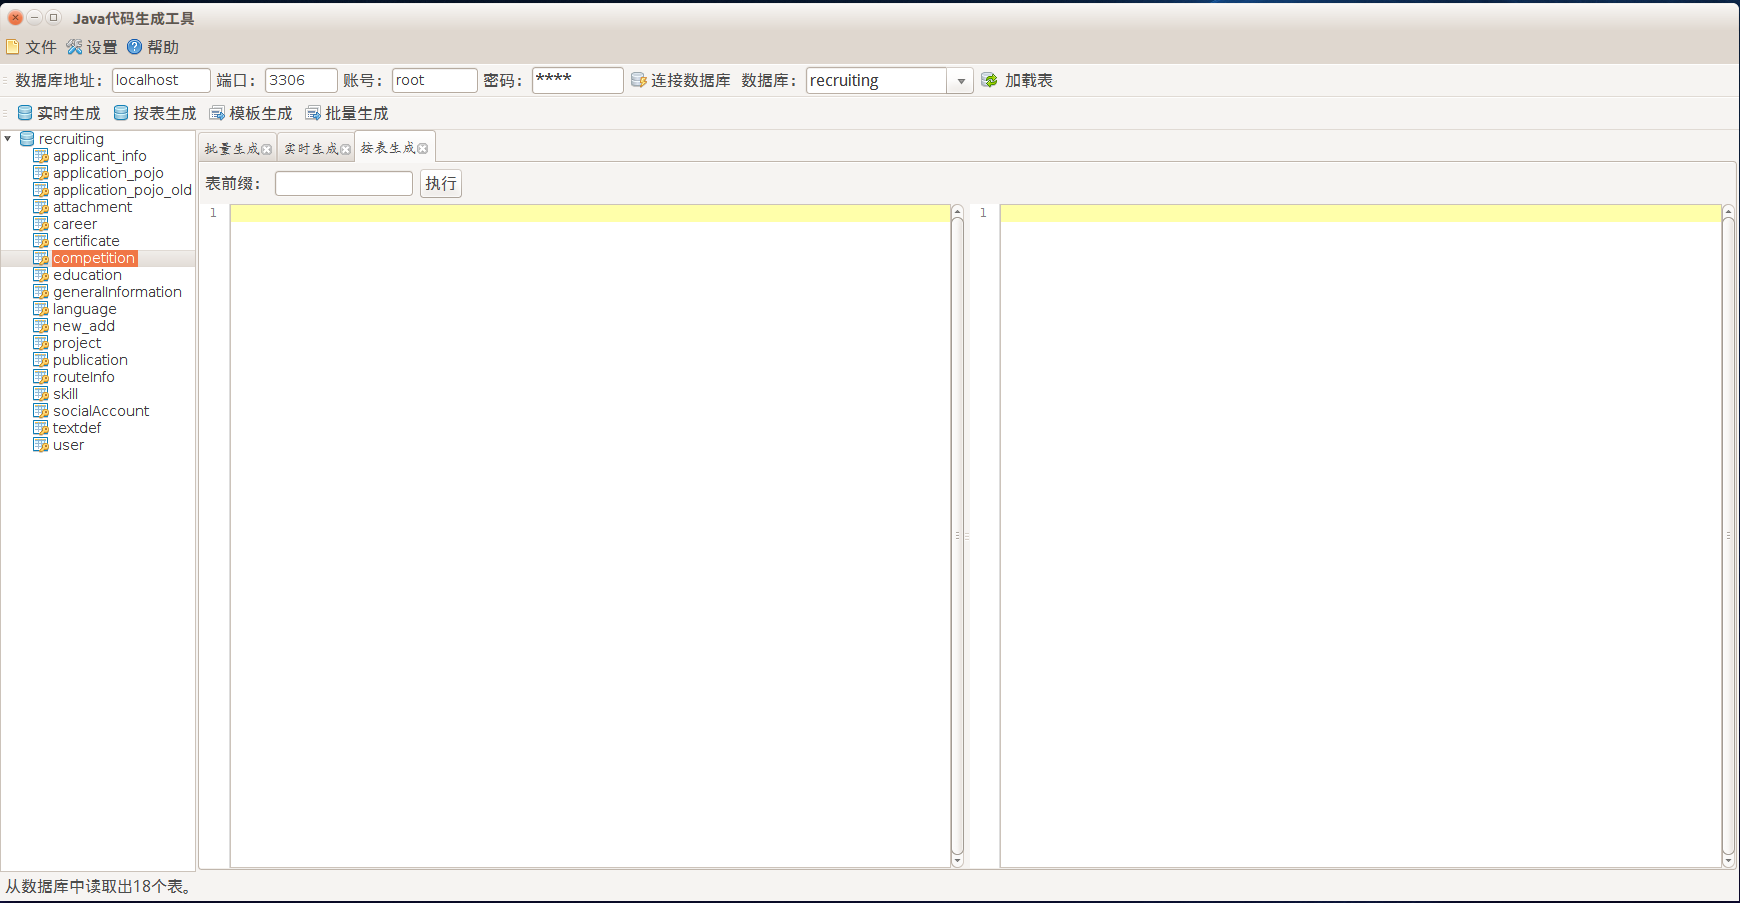 Java代码生成工具
文件 设置 帮助
数据库地址： localhost 端口： 3306 账号： root 密码： **** 连接数据库 数据库： recruiting 加载表
实时生成 按表生成 模板生成 批量生成
recruiting
applicant_info
application_pojo
application_pojo_old
attachment
career
certificate
competition
education
generalInformation
language
new_add
project
publication
routeInfo
skill
socialAccount
textdef
user
批量生成 实时生成 按表生成
表前缀： 执行
1 1
从数据库中读取出18个表。